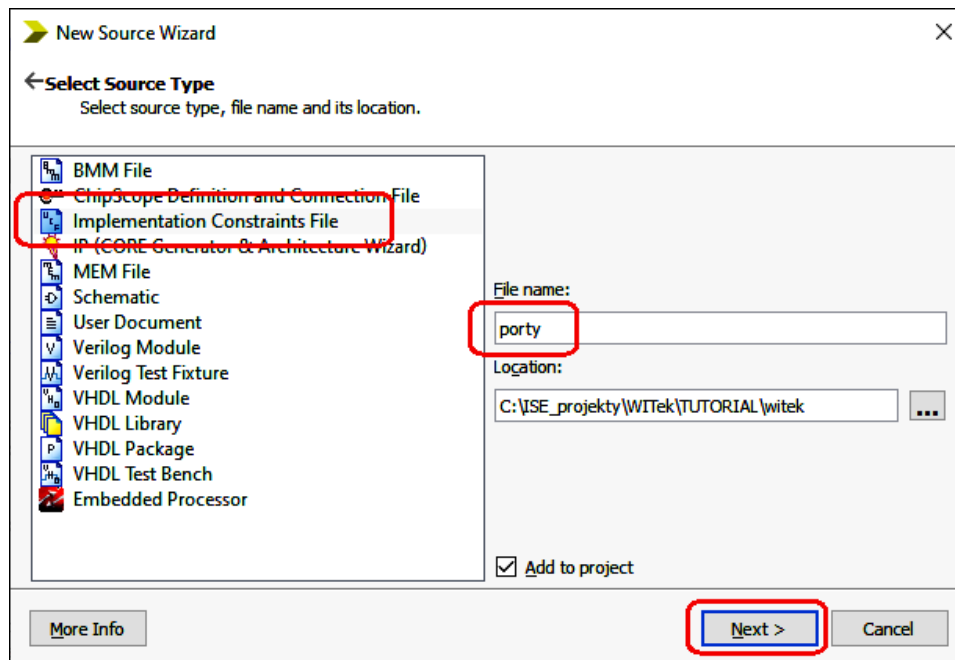 New Source Wizard
Select Source Type
Select source type, file name and its location.
BMM File
ChipScope Definition and Connection File
Implementation Constraints File
IP (CORE Generator & Architecture Wizard)
MEM File
Schematic
User Document
Verilog Module
Verilog Test Fixture
VHDL Module
VHDL Library
VHDL Package
VHDL Test Bench
Embedded Processor
File name:
porty
Location:
C:\ISE_projekty\WITek\TUTORIAL\witek
...
Add to project
More Info
Next >
Cancel